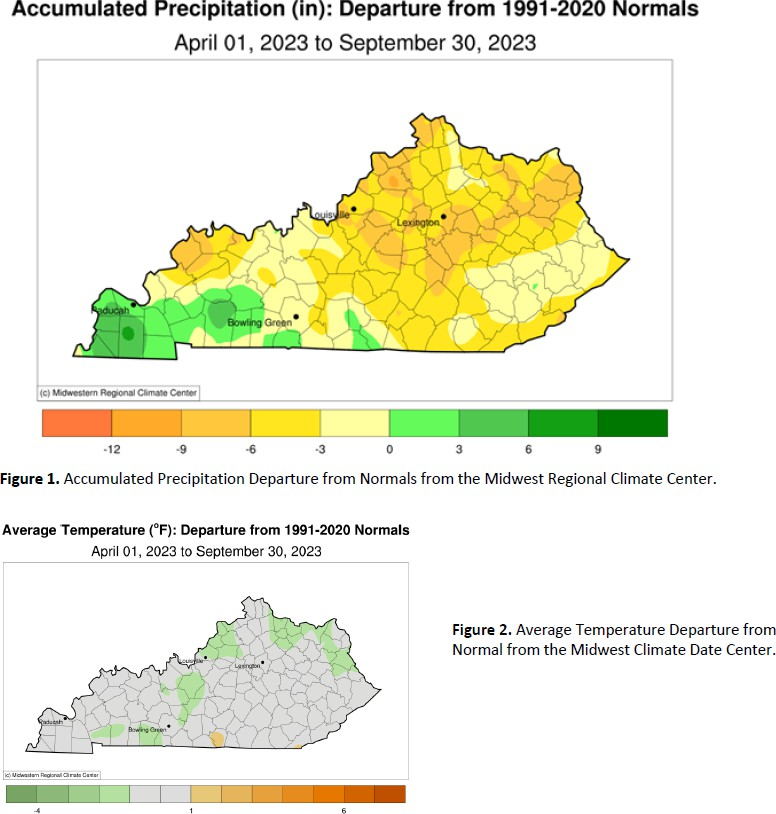 Accumulated Precipitation (in): Departure from 1991-2020 Normals
April 01, 2023 to September 30, 2023
Louisville
Lexington
Paducah
Bowling Green
(c) Midwestern Regional Climate Center
-12 -9 -6 -3 0 3 6 9
Figure 1. Accumulated Precipitation Departure from Normals from the Midwest Regional Climate Center.
Average Temperature (°F): Departure from 1991-2020 Normals
April 01, 2023 to September 30, 2023
Louisville
Lexington
Paducah
Bowling Green
(c) Midwestern Regional Climate Center
-4 1 6
Figure 2. Average Temperature Departure from
Normal from the Midwest Climate Date Center.